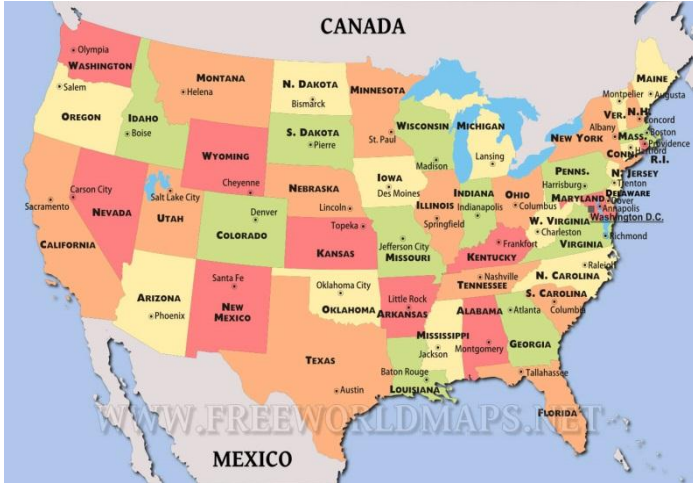 CANADA
Olympia
WASHINGTON
MONTANA
Helena
N. DAKOTA
Bismarck
MINNESOTA
St. Paul
MAINE
Augusta
Montpelier
VER.
N.H.
Concord
Salem
OREGON
IDAHO
Boise
S. DAKOTA
Pierre
WISCONSIN
Madison
MICHIGAN
Lansing
Albany
NEW YORK
MASS.
Boston
Providence
CONN.
Hartford
R.I.
WYOMING
Cheyenne
IOWA
Des Moines
PENNS.
Harrisburg
N. JERSEY
Trenton
Carson City
Sacramento
NEVADA
Salt Lake City
UTAH
Denver
COLORADO
NEBRASKA
Lincoln
ILLINOIS
Springfield
INDIANA
Indianapolis
OHIO
Columbus
DELAWARE
MARYLAND
Dover
Annapolis
Washington D.C.
W. VIRGINIA
Charleston
VIRGINIA
Richmond
CALIFORNIA
Topeka
KANSAS
Jefferson City
MISSOURI
KENTUCKY
Frankfort
Nashville
TENNESSEE
Raleigh
N. CAROLINA
S. CAROLINA
Columbia
ARIZONA
Phoenix
Santa Fe
NEW
MEXICO
Oklahoma City
OKLAHOMA
Little Rock
ARKANSAS
MISSISSIPPI
Jackson
ALABAMA
Montgomery
Atlanta
GEORGIA
TEXAS
Austin
Baton Rouge
LOUISIANA
Tallahassee
FLORIDA
WWW.FREEWORLDMAPS.NET
MEXICO